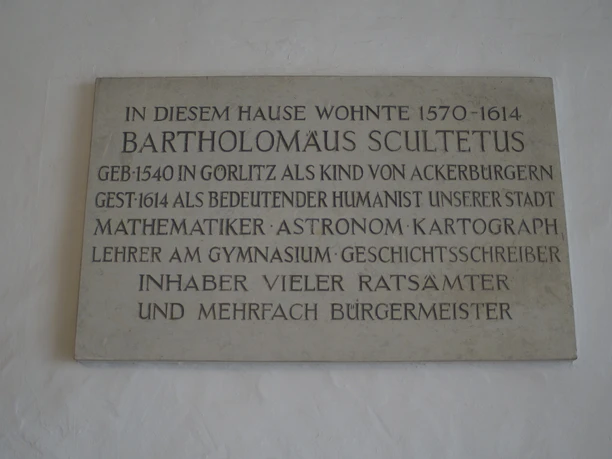 IN DIESEM HAUSE WOHNTE 1570-1614
BARTHOLOMÄUS SCULTETUS
GEB·1540 IN GÖRLITZ ALS KIND VON ACKERBÜRGERN
GEST·1614 ALS BEDEUTENDER HUMANIST UNSERER STADT
MATHEMATIKER·ASTRONOM·KARTOGRAPH,
LEHRER AM GYMNASIUM·GESCHICHTSSCHREIBER
INHABER VIELER RATSÄMTER
UND MEHRFACH BÜRGERMEISTER